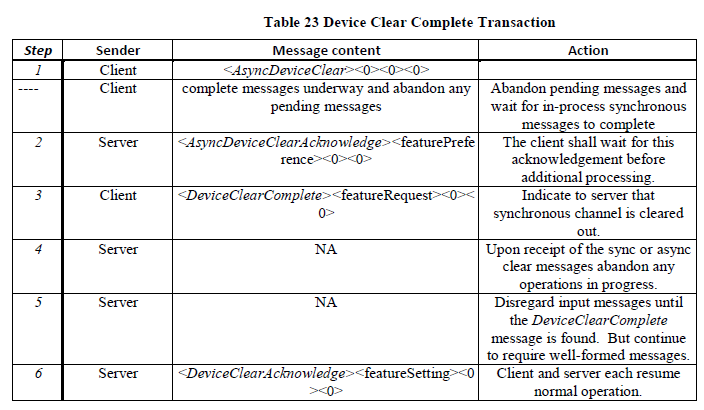 Table 23 Device Clear Complete Transaction
Step Sender Message content Action
1 Client <AsyncDeviceClear><0><0><0>
---- Client complete messages underway and abandon any pending messages Abandon pending messages and wait for in-process synchronous messages to complete
2 Server <AsyncDeviceClearAcknowledge><featurePreference><0><0> The client shall wait for this acknowledgement before additional processing.
3 Client <DeviceClearComplete><featureRequest><0><0> Indicate to server that synchronous channel is cleared out.
4 Server NA Upon receipt of the sync or async clear messages abandon any operations in progress.
5 Server NA Disregard input messages until the DeviceClearComplete message is found. But continue to require well-formed messages.
6 Server <DeviceClearAcknowledge><featureSetting><0><0> Client and server each resume normal operation.